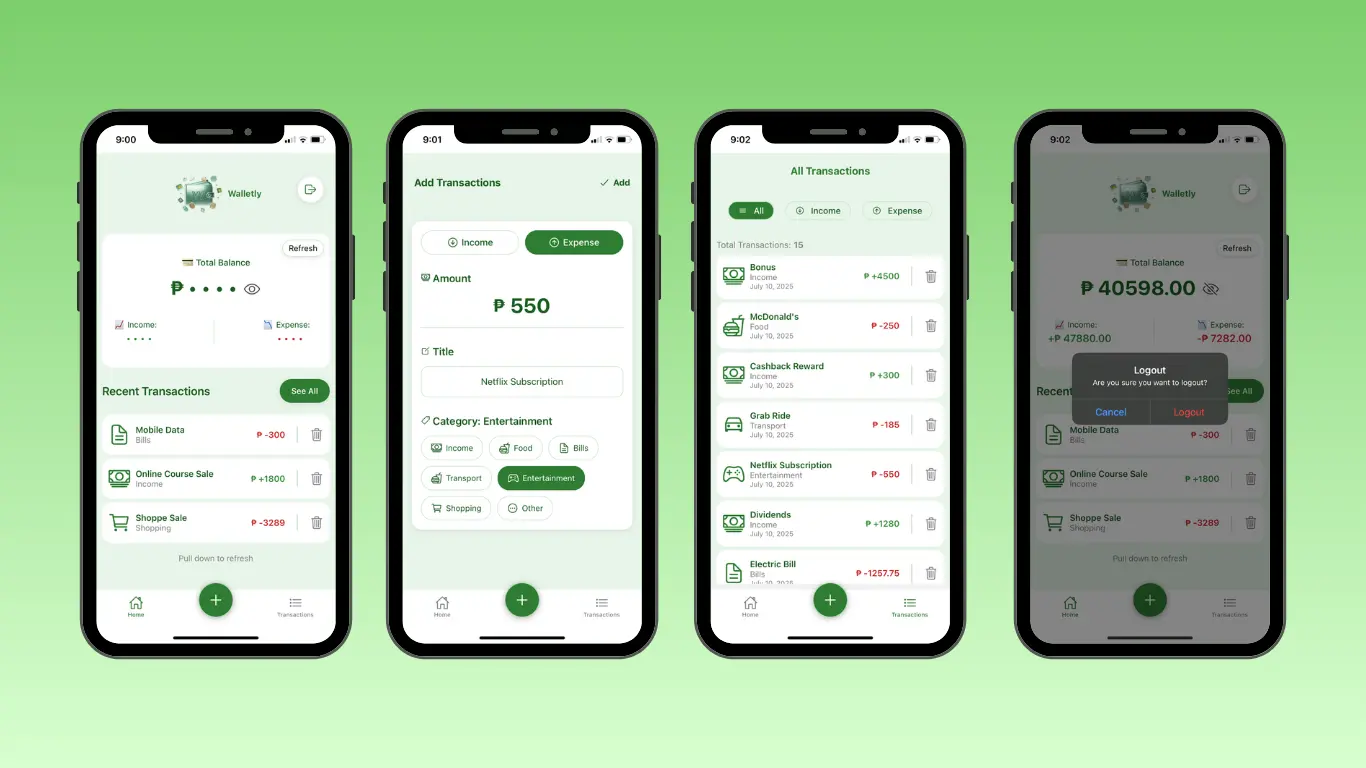 9:00
Walletly
Refresh
Total Balance
₱ • • • •
Income:
• • • •
Expense:
• • • •
Recent Transactions
See All
Mobile Data
Bills
₱ -300
Online Course Sale
Income
₱ +1800
Shoppe Sale
Shopping
₱ -3289
Pull down to refresh
Home
+
Transactions
9:01
Add Transactions
Add
Income
Expense
Amount
₱ 550
Title
Netflix Subscription
Category: Entertainment
Income
Food
Bills
Transport
Entertainment
Shopping
Other
Home
+
Transactions
9:02
All Transactions
All
Income
Expense
Total Transactions: 15
Bonus
Income
July 10, 2025
₱ +4500
McDonald's
Food
July 10, 2025
₱ -250
Cashback Reward
Income
July 10, 2025
₱ +300
Grab Ride
Transport
July 10, 2025
₱ -185
Netflix Subscription
Entertainment
July 10, 2025
₱ -550
Dividends
Income
July 10, 2025
₱ +1280
Electric Bill
Bills
July 10, 2025
₱ -1257.75
Home
+
Transactions
9:02
Walletly
Refresh
Total Balance
₱ 40598.00
Income:
+₱ 47880.00
Expense:
-₱ 7282.00
Logout
Are you sure you want to logout?
Cancel
Logout
Recen
See All
Mobile Data
Bills
₱ -300
Online Course Sale
Income
₱ +1800
Shoppe Sale
Shopping
₱ -3289
Pull down to refresh
Home
+
Transactions